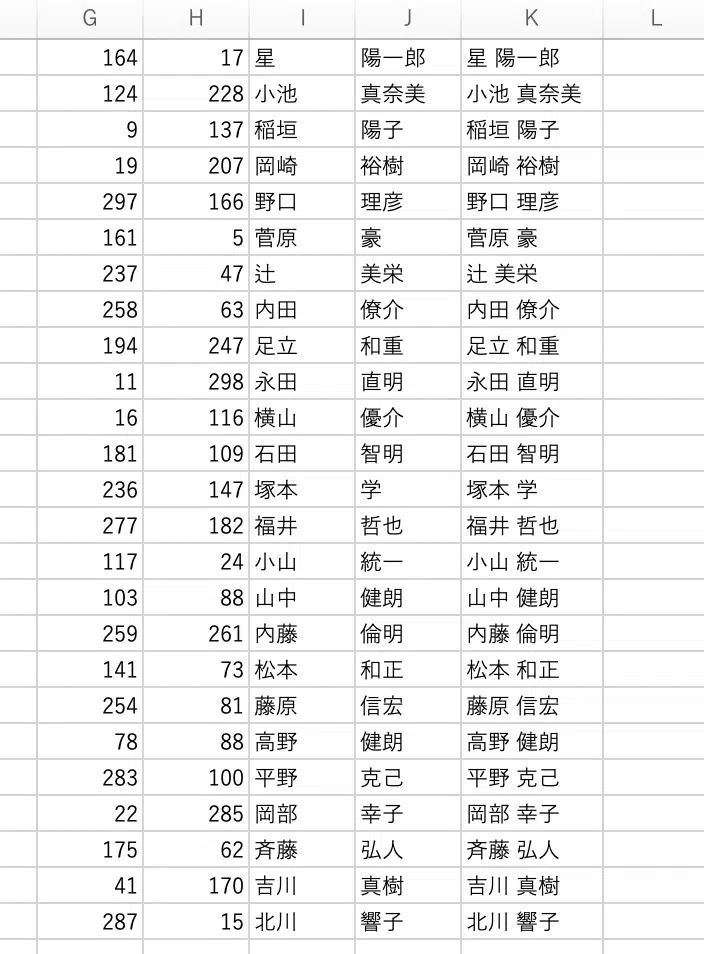 G H I J K L
164 17 星 陽一郎 星 陽一郎
124 228 小池 真奈美 小池 真奈美
9 137 稲垣 陽子 稲垣 陽子
19 207 岡崎 裕樹 岡崎 裕樹
297 166 野口 理彦 野口 理彦
161 5 菅原 豪 菅原 豪
237 47 辻 美栄 辻 美栄
258 63 内田 僚介 内田 僚介
194 247 足立 和重 足立 和重
11 298 永田 直明 永田 直明
16 116 横山 優介 横山 優介
181 109 石田 智明 石田 智明
236 147 塚本 学 塚本 学
277 182 福井 哲也 福井 哲也
117 24 小山 統一 小山 統一
103 88 山中 健朗 山中 健朗
259 261 内藤 倫明 内藤 倫明
141 73 松本 和正 松本 和正
254 81 藤原 信宏 藤原 信宏
78 88 高野 健朗 高野 健朗
283 100 平野 克己 平野 克己
22 285 岡部 幸子 岡部 幸子
175 62 斉藤 弘人 斉藤 弘人
41 170 吉川 真樹 吉川 真樹
287 15 北川 響子 北川 響子